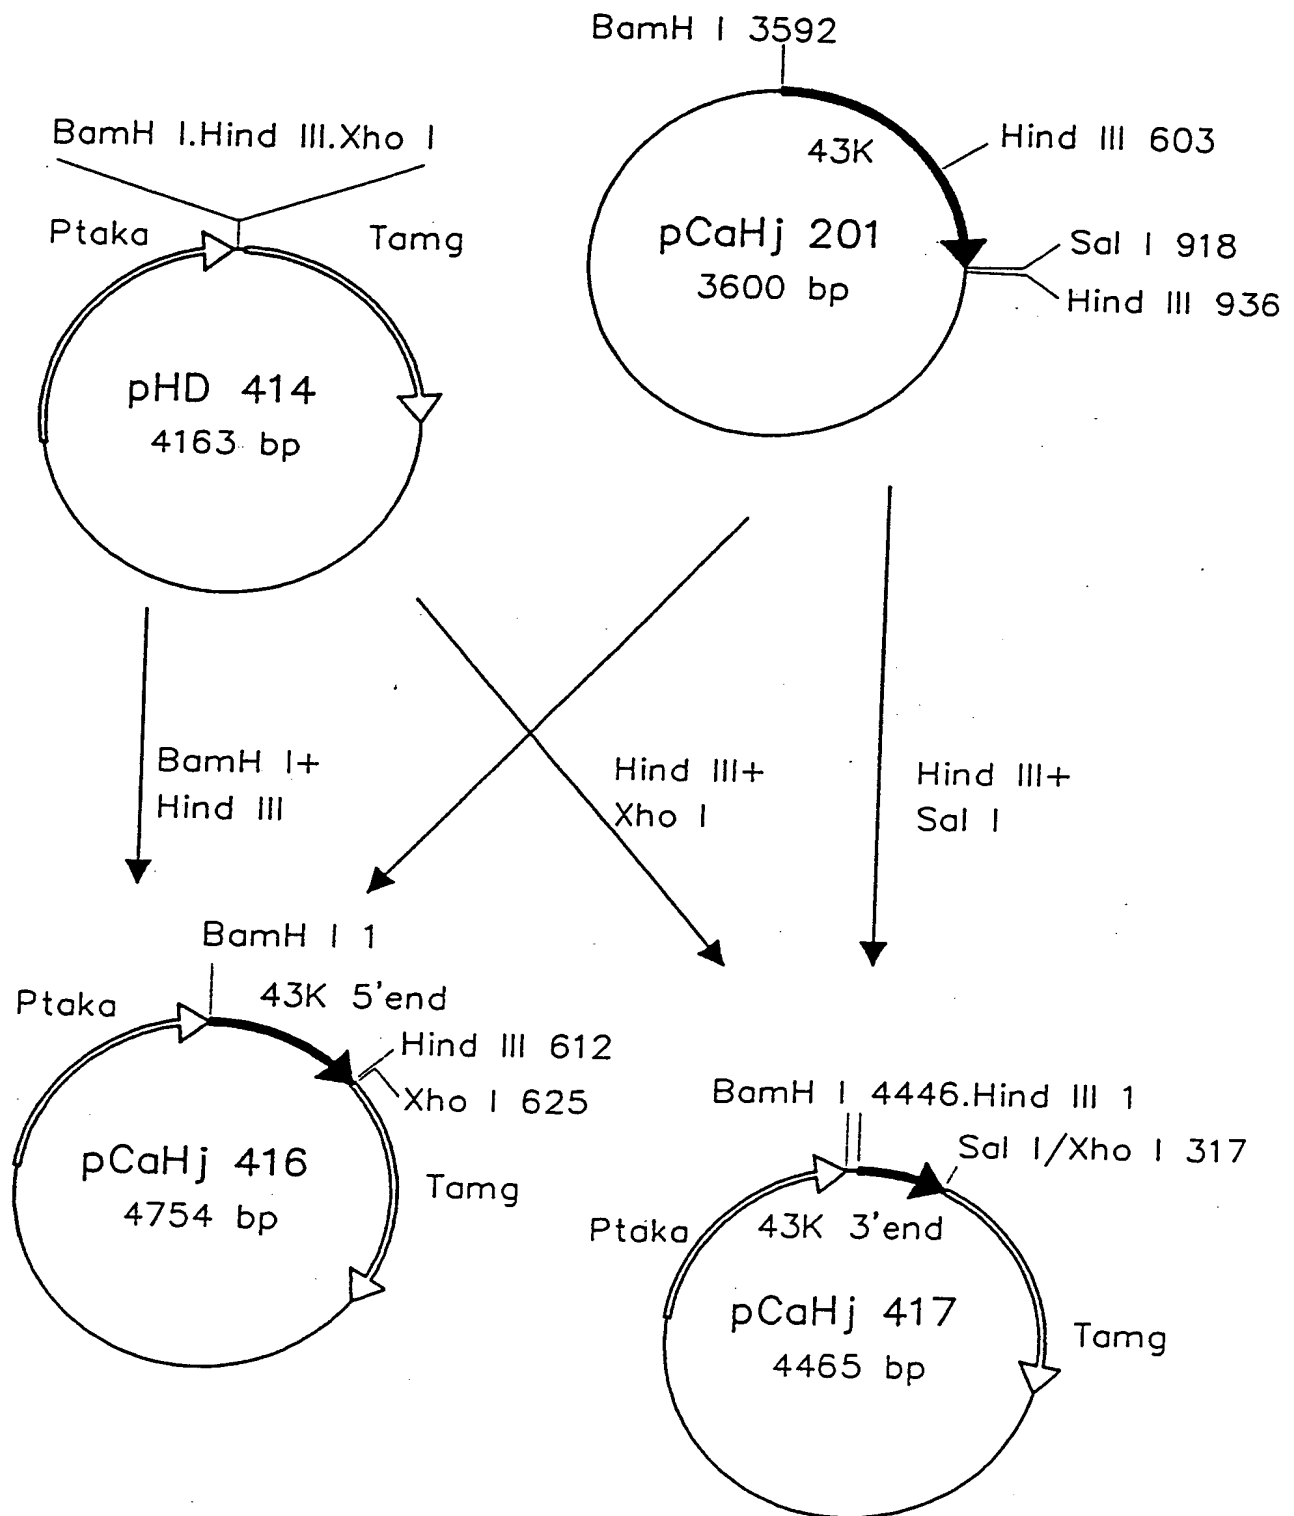 BamH I 3592
BamH I.Hind III.Xho I
43K
Hind III 603
Ptaka
Tamg
pCaHj 201
3600 bp
Sal I 918
Hind III 936
pHD 414
4163 bp
BamH I+
Hind III
Hind III+
Xho I
Hind III+
Sal I
BamH I 1
Ptaka
43K 5'end
Hind III 612
Xho I 625
pCaHj 416
4754 bp
Tamg
BamH I 4446.Hind III 1
Sal I/Xho I 317
Ptaka
43K 3'end
pCaHj 417
4465 bp
Tamg